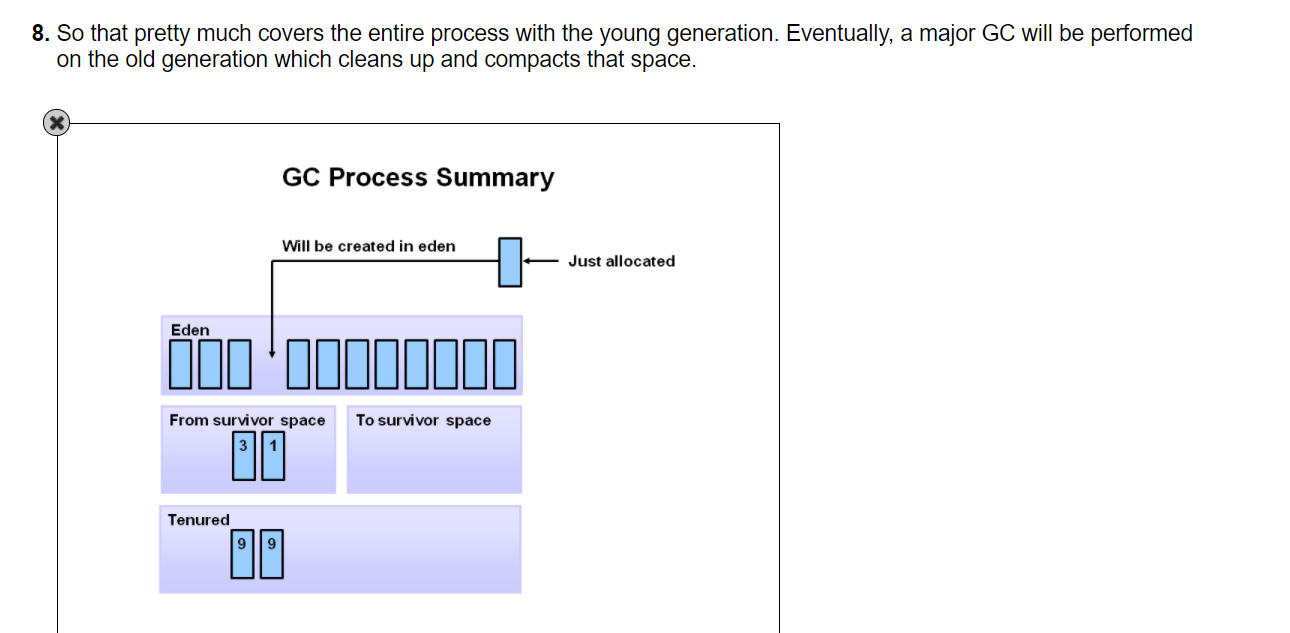 8. So that pretty much covers the entire process with the young generation. Eventually, a major GC will be performed
on the old generation which cleans up and compacts that space.
GC Process Summary
Will be created in eden
Just allocated
Eden
From survivor space
To survivor space
3 1
Tenured
9 9